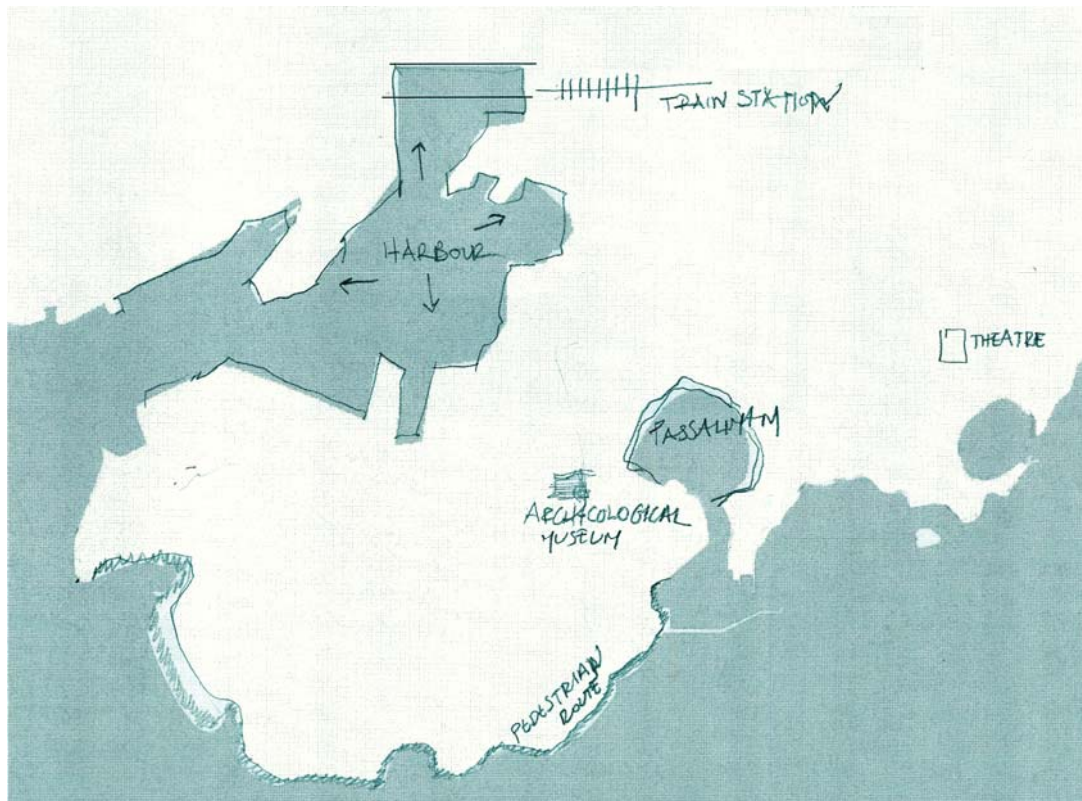 TRAIN STATION
HARBOUR
THEATRE
PASSALIMAN
ARCHAEOLOGICAL
MUSEUM
PEDESTRIAN
ROUTE